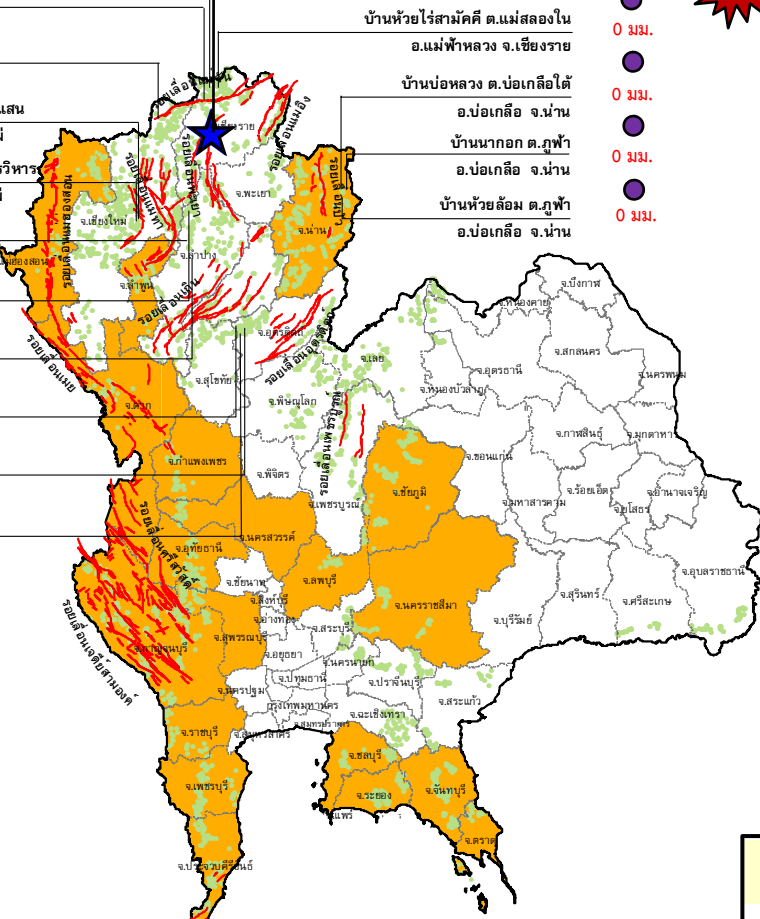 บ้านห้วยไร่สามัคคี ต.แม่สลองใน
อ.แม่ฟ้าหลวง จ.เชียงราย
0 มม.
บ้านบ่อหลวง ต.บ่อเกลือใต้
อ.บ่อเกลือ จ.น่าน
0 มม.
บ้านนากอก ต.ภูฟ้า
อ.บ่อเกลือ จ.น่าน
0 มม.
บ้านห้วยล้อม ต.ภูฟ้า
อ.บ่อเกลือ จ.น่าน
0 มม.
รอยเลื่อนแม่อิง
จ.พะเยา
รอยเลื่อนพะเยา
รอยเลื่อนแม่ทา
รอยเลื่อนปัว
รอยเลื่อนแม่ฮ่องสอน
จ.เชียงใหม่
จ.น่าน
จ.ลำปาง
จ.ลำพูน
รอยเลื่อนเถิน
รอยเลื่อนเมย
จ.อุตรดิตถ์
รอยเลื่อนอุตรดิตถ์
จ.บึงกาฬ
จ.หนองคาย
จ.เลย
จ.อุดรธานี
จ.สกลนคร
จ.นครพนม
จ.หนองบัวลำภู
จ.สุโขทัย
จ.ตาก
จ.พิษณุโลก
รอยเลื่อนเพชรบูรณ์
จ.กาฬสินธุ์
จ.มุกดาหาร
จ.ขอนแก่น
จ.กำแพงเพชร
จ.พิจิตร
จ.เพชรบูรณ์
จ.ชัยภูมิ
จ.มหาสารคาม
จ.ร้อยเอ็ด
จ.ยโสธร
จ.อำนาจเจริญ
รอยเลื่อนศรีสวัสดิ์
จ.นครสวรรค์
จ.อุทัยธานี
จ.ชัยนาท
จ.ลพบุรี
จ.นครราชสีมา
จ.บุรีรัมย์
จ.สุรินทร์
จ.ศรีสะเกษ
จ.อุบลราชธานี
จ.สิงห์บุรี
จ.อ่างทอง
จ.สระบุรี
จ.สุพรรณบุรี
จ.กาญจนบุรี
รอยเลื่อนเจดีย์สามองค์
จ.อยุธยา
จ.นครนายก
จ.ปราจีนบุรี
จ.ปทุมธานี
จ.นครปฐม
กรุงเทพมหานคร
จ.ฉะเชิงเทรา
จ.สระแก้ว
จ.สมุทรปราการ
จ.สมุทรสาคร
จ.ราชบุรี
จ.ชลบุรี
จ.เพชรบุรี
จ.ระยอง
จ.จันทบุรี
จ.ตราด
จ.ประจวบคีรีขันธ์